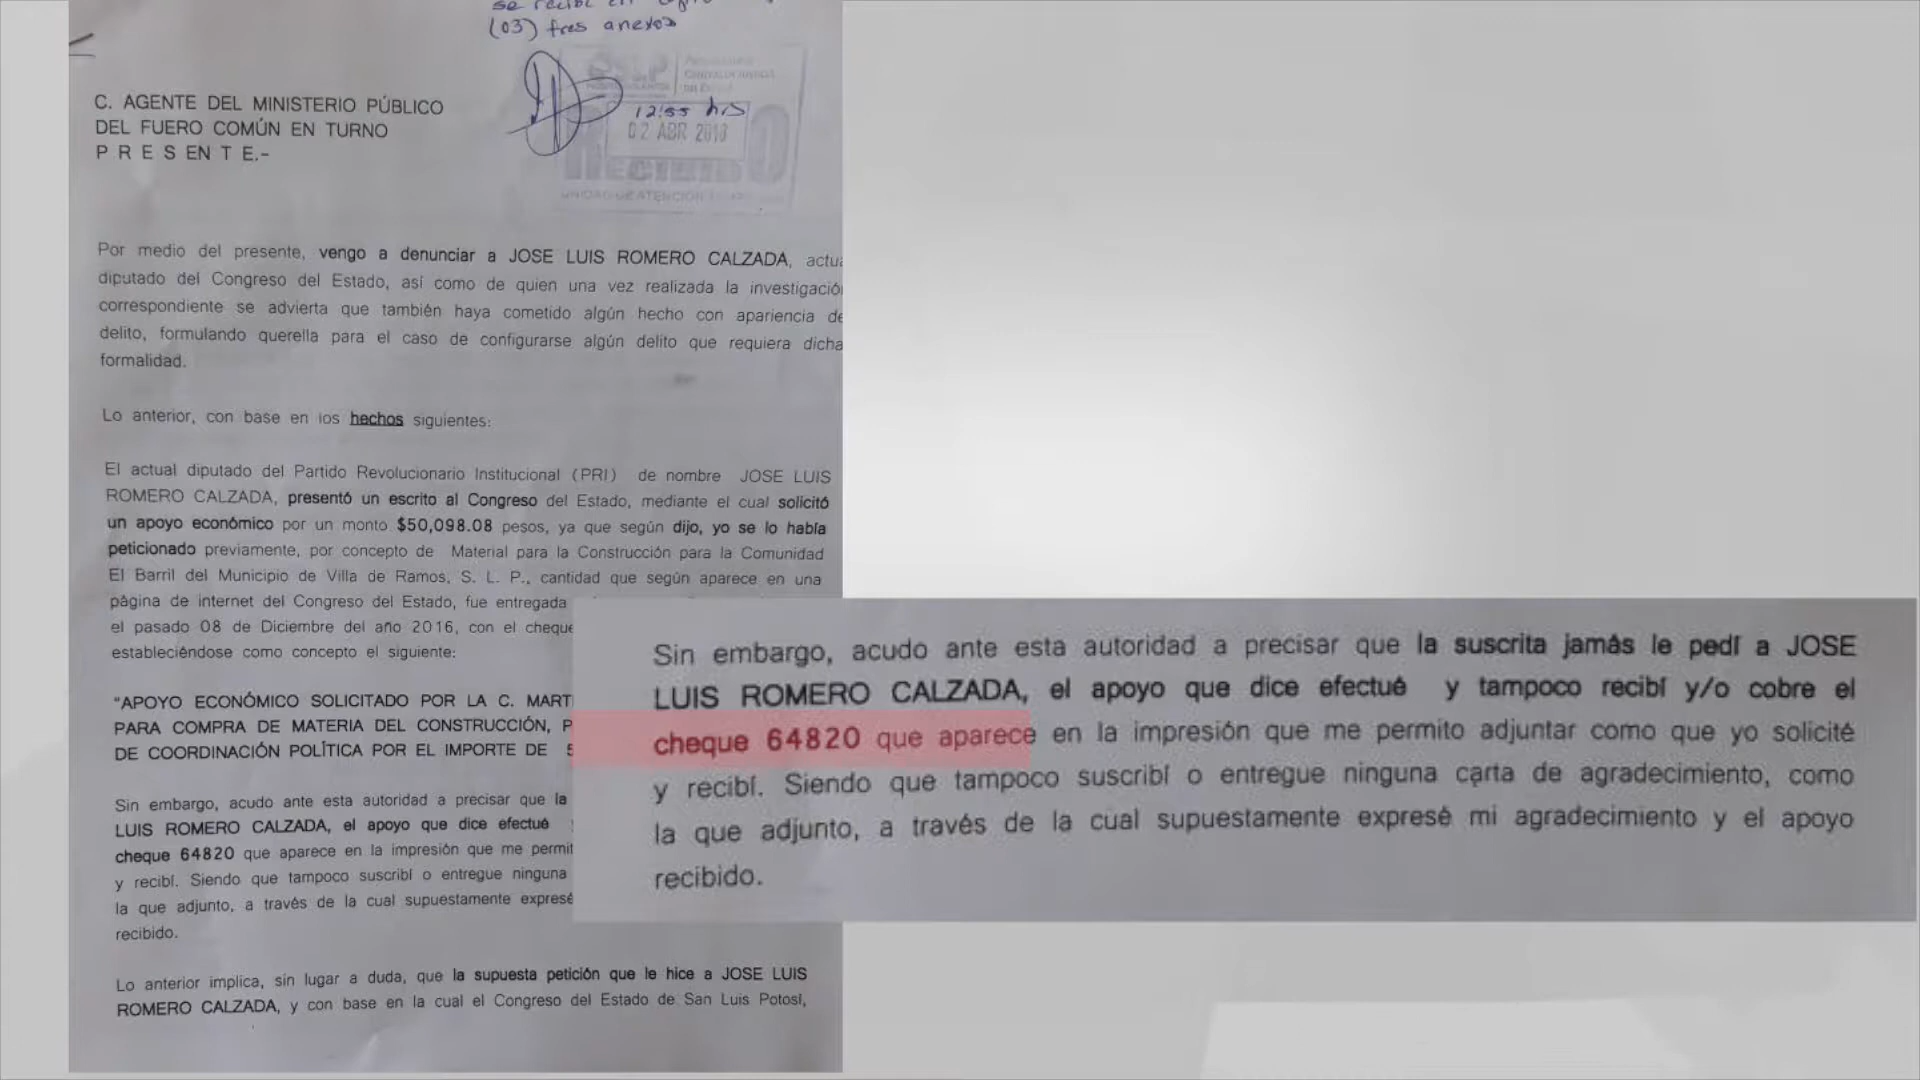 (03) tres anexos
12:55 hrs
02 ABR 2018
RECIBIDO
UNIDAD DE ATENCIÓN
C. AGENTE DEL MINISTERIO PÚBLICO
DEL FUERO COMÚN EN TURNO
P R E S EN T E.-
Por medio del presente, vengo a denunciar a JOSE LUIS ROMERO CALZADA, actua
diputado del Congreso del Estado, así como de quien una vez realizada la investigació
correspondiente se advierta que también haya cometido algún hecho con apariencia de
delito, formulando querella para el caso de configurarse algún delito que requiera dicha
formalidad.
Lo anterior, con base en los hechos siguientes:
El actual diputado del Partido Revolucionario Institucional (PRI) de nombre JOSE LUIS
ROMERO CALZADA, presentó un escrito al Congreso del Estado, mediante el cual solicitó
un apoyo económico por un monto $50,098.08 pesos, ya que según dijo, yo se lo había
peticionado previamente, por concepto de Material para la Construcción para la Comunidad
El Barril del Municipio de Villa de Ramos, S. L. P., cantidad que según aparece en una
página de internet del Congreso del Estado, fue entregada
el pasado 08 de Diciembre del año 2016, con el cheque
estableciéndose como concepto el siguiente:
"APOYO ECONÓMICO SOLICITADO POR LA C. MART
PARA COMPRA DE MATERIA DEL CONSTRUCCIÓN, P
DE COORDINACIÓN POLÍTICA POR EL IMPORTE DE 5
Sin embargo, acudo ante esta autoridad a precisar que la
LUIS ROMERO CALZADA, el apoyo que dice efectué
cheque 64820 que aparece en la impresión que me permit
y recibí. Siendo que tampoco suscribí o entregue ninguna
la que adjunto, a través de la cual supuestamente expresé
recibido.
Lo anterior implica, sin lugar a duda, que la supuesta petición que le hice a JOSE LUIS
ROMERO CALZADA, y con base en la cual el Congreso del Estado de San Luis Potosí,
Sin embargo, acudo ante esta autoridad a precisar que la suscrita jamás le pedí a JOSE
LUIS ROMERO CALZADA, el apoyo que dice efectué y tampoco recibí y/o cobre el
cheque 64820 que aparece en la impresión que me permito adjuntar como que yo solicité
y recibí. Siendo que tampoco suscribí o entregue ninguna carta de agradecimiento, como
la que adjunto, a través de la cual supuestamente expresé mi agradecimiento y el apoyo
recibido.